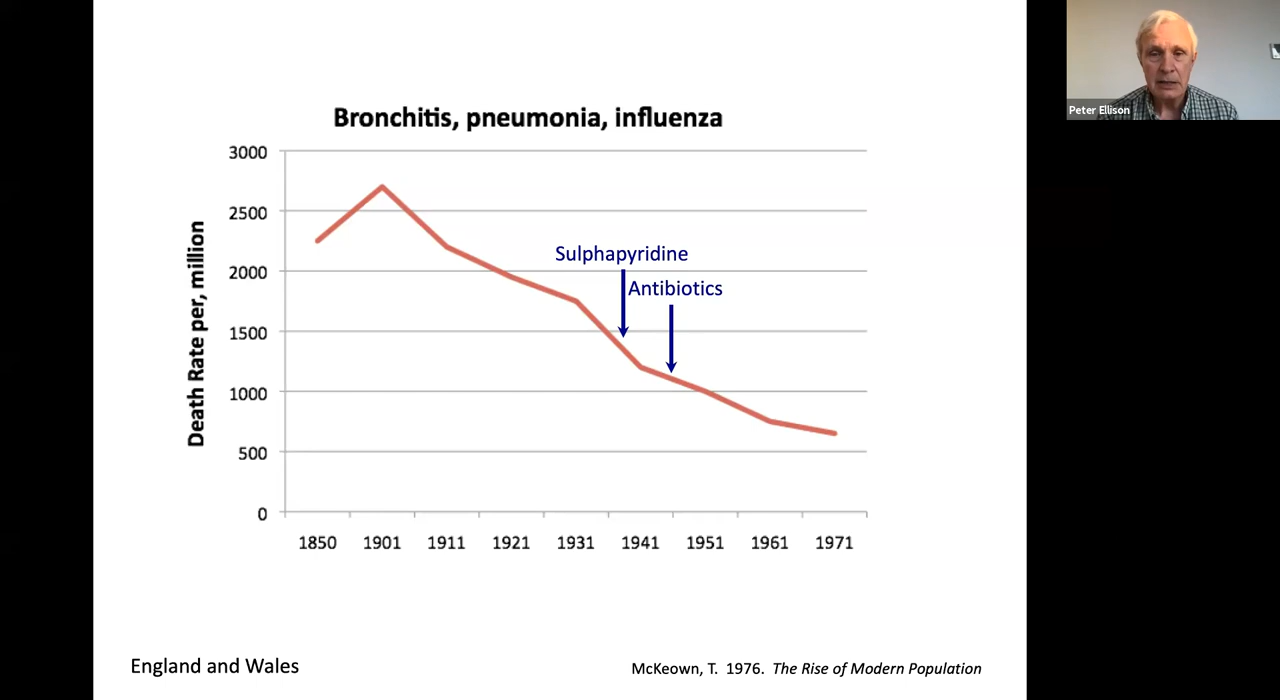 Peter Ellison
Bronchitis, pneumonia, influenza
Death Rate per, million
3000
2500
2000
1500
1000
500
0
Sulphapyridine
Antibiotics
1850 1901 1911 1921 1931 1941 1951 1961 1971
England and Wales
McKeown, T. 1976. The Rise of Modern Population